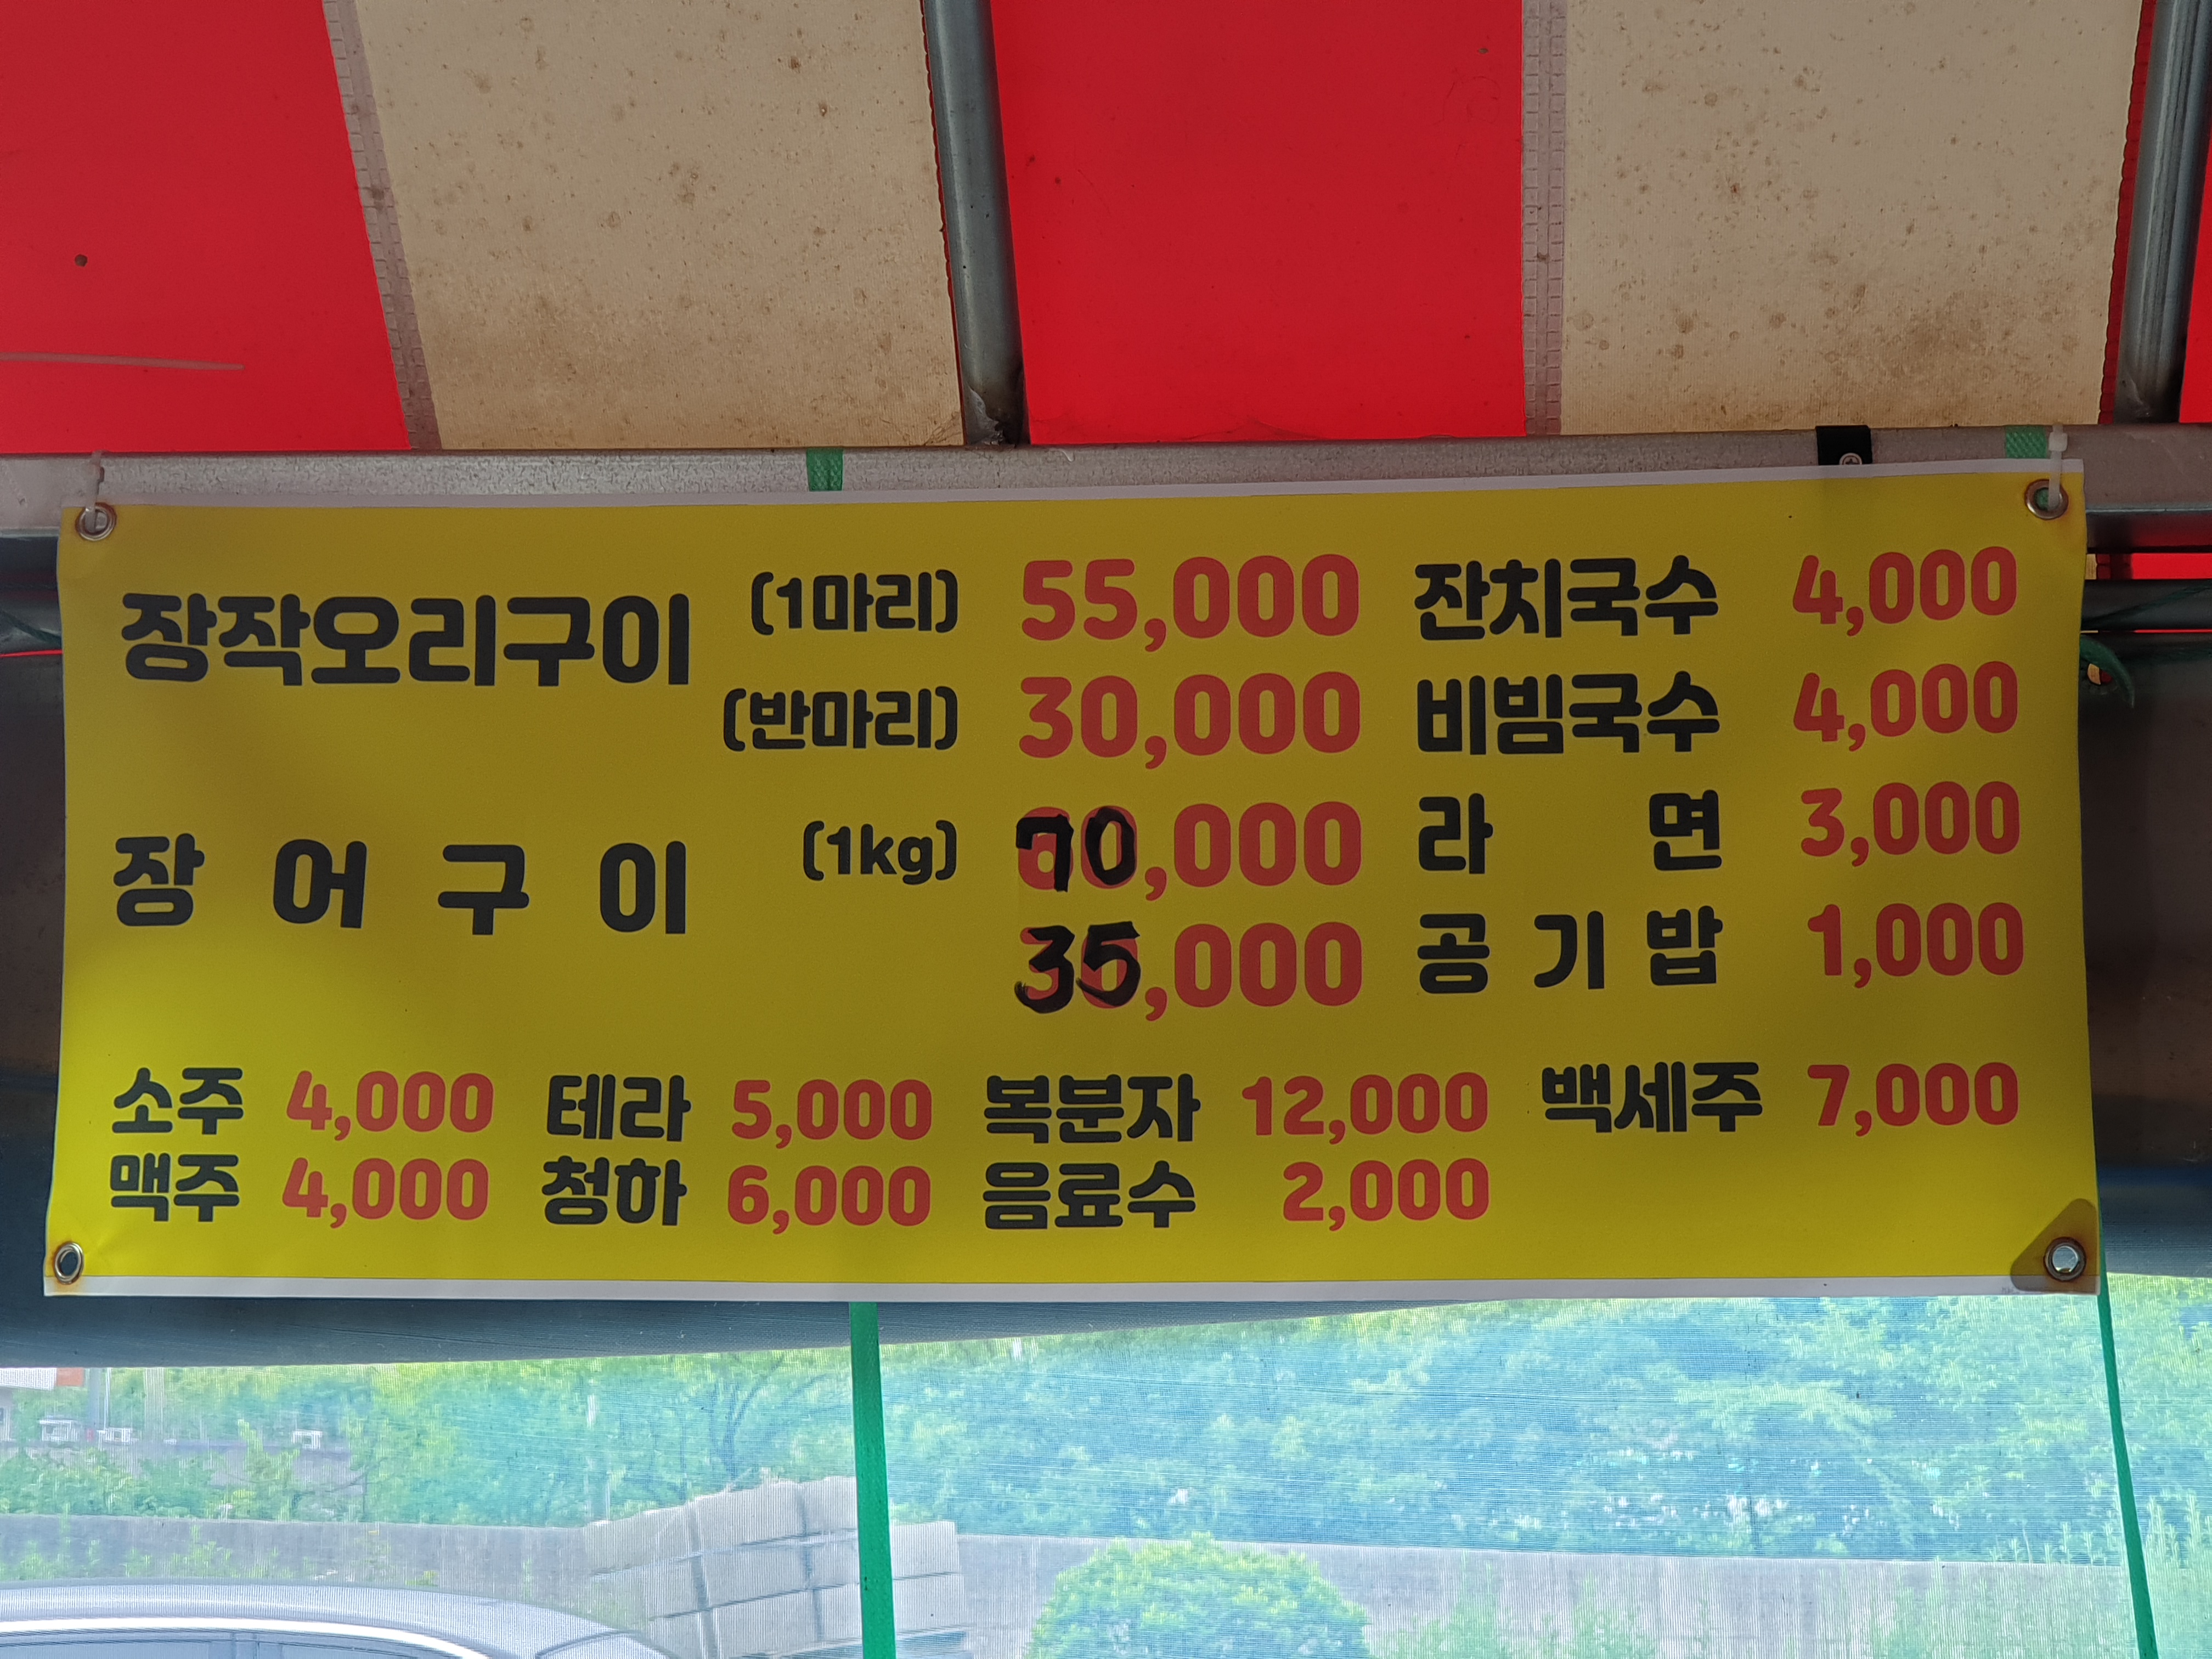 장작오리구이 (1마리) 55,000 잔치국수 4,000
(반마리) 30,000 비빔국수 4,000
장어구이 (1kg) 70,000 라면 3,000
35,000 공기밥 1,000
소주 4,000 테라 5,000 복분자 12,000 백세주 7,000
맥주 4,000 청하 6,000 음료수 2,000